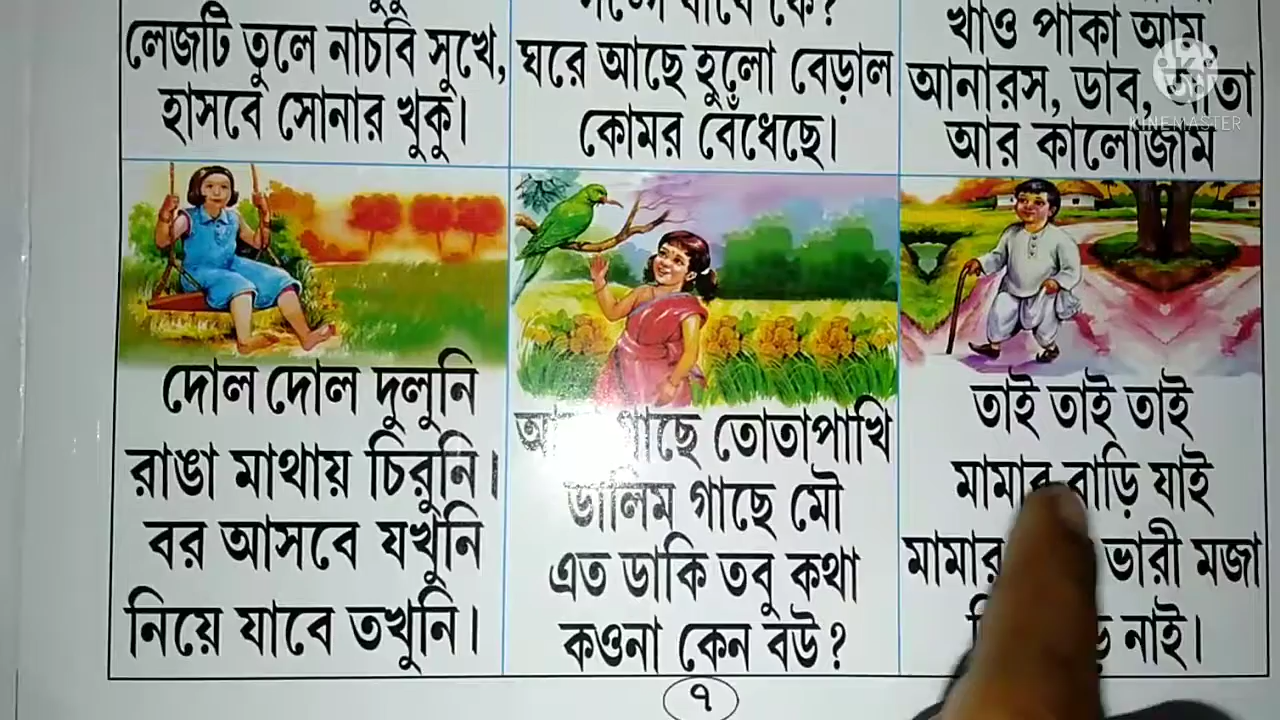 লেজটি তুলে নাচবি সুখে,
হাসবে সোনার খুকু।
ঘরে আছে হুলো বেড়াল
কোমর বেঁধেছে।
খাও পাকা আম,
আনারস, ডাব,
আর কালোজাম
KINEMASTER
দোল দোল দুলুনি
রাঙা মাথায় চিরুনি।
বর আসবে যখুনি
নিয়ে যাবে তখুনি।
গাছে তোতাপাখি
ডালিম গাছে মৌ
এত ডাকি তবু কথা
কওনা কেন বউ?
তাই তাই তাই
মামার বাড়ি যাই
মামার ভারী মজা
নাই।
৭